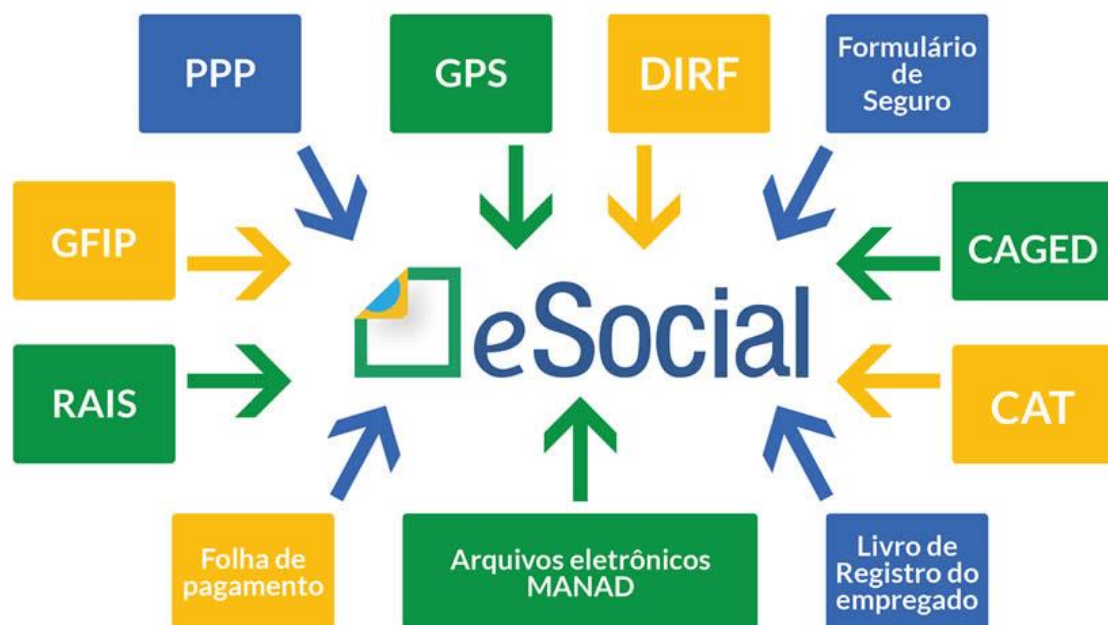 PPP
GPS
DIRF
Formulário
de
Seguro
GFIP
CAGED
eSocial
RAIS
CAT
Folha de
pagamento
Arquivos eletrônicos
MANAD
Livro de
Registro do
empregado